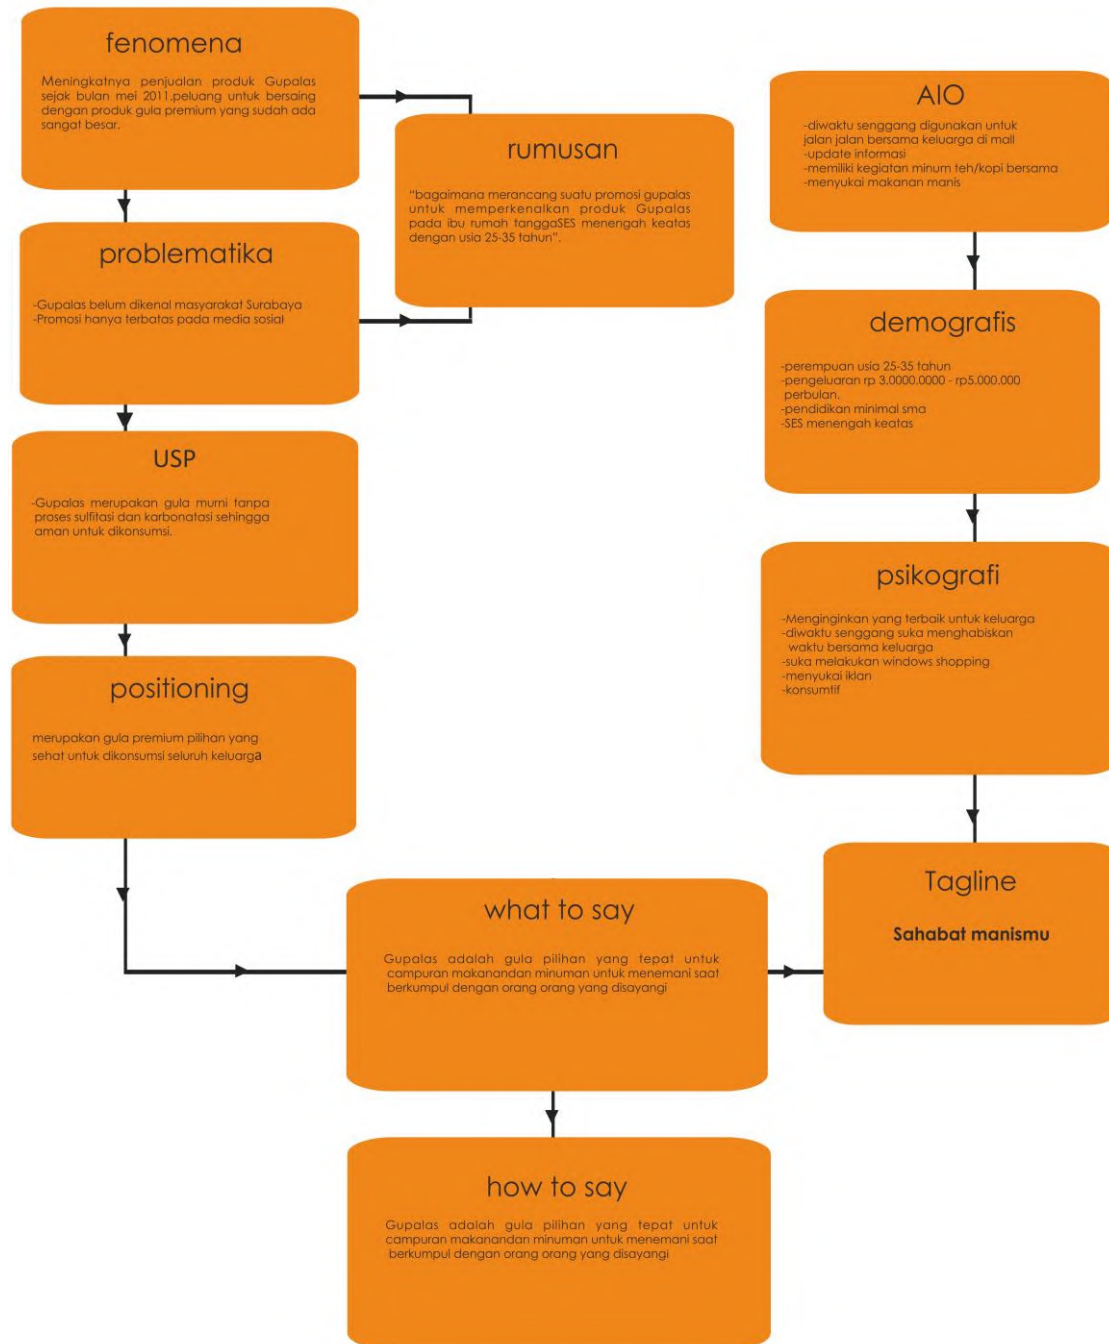 fenomena
Meningkatnya penjualan produk Gupalas
sejak bulan mei 2011.peluang untuk bersaing
dengan produk gula premium yang sudah ada
sangat besar.
rumusan
"bagaimana merancang suatu promosi gupalas
untuk memperkenalkan produk Gupalas
pada ibu rumah tanggaSES menengah keatas
dengan usia 25-35 tahun".
problematika
-Gupalas belum dikenal masyarakat Surabaya
-Promosi hanya terbatas pada media sosial
USP
-Gupalas merupakan gula murni tanpa
proses sulfitasi dan karbonatasi sehingga
aman untuk dikonsumsi.
positioning
merupakan gula premium pilihan yang
sehat untuk dikonsumsi seluruh keluarga
AIO
-diwaktu senggang digunakan untuk
jalan jalan bersama keluarga di mall
-update informasi
-memiliki kegiatan minum teh/kopi bersama
-menyukai makanan manis
demografis
-perempuan usia 25-35 tahun
-pengeluaran rp 3.0000.0000 - rp5.000.000
perbulan.
-pendidikan minimal sma
-SES menengah keatas
psikografi
-Menginginkan yang terbaik untuk keluarga
-diwaktu senggang suka menghabiskan
waktu bersama keluarga
-suka melakukan windows shopping
-menyukai iklan
-konsumtif
Tagline
Sahabat manismu
what to say
Gupalas adalah gula pilihan yang tepat untuk
campuran makanandan minuman untuk menemani saat
berkumpul dengan orang orang yang disayangi
how to say
Gupalas adalah gula pilihan yang tepat untuk
campuran makanandan minuman untuk menemani saat
berkumpul dengan orang orang yang disayangi